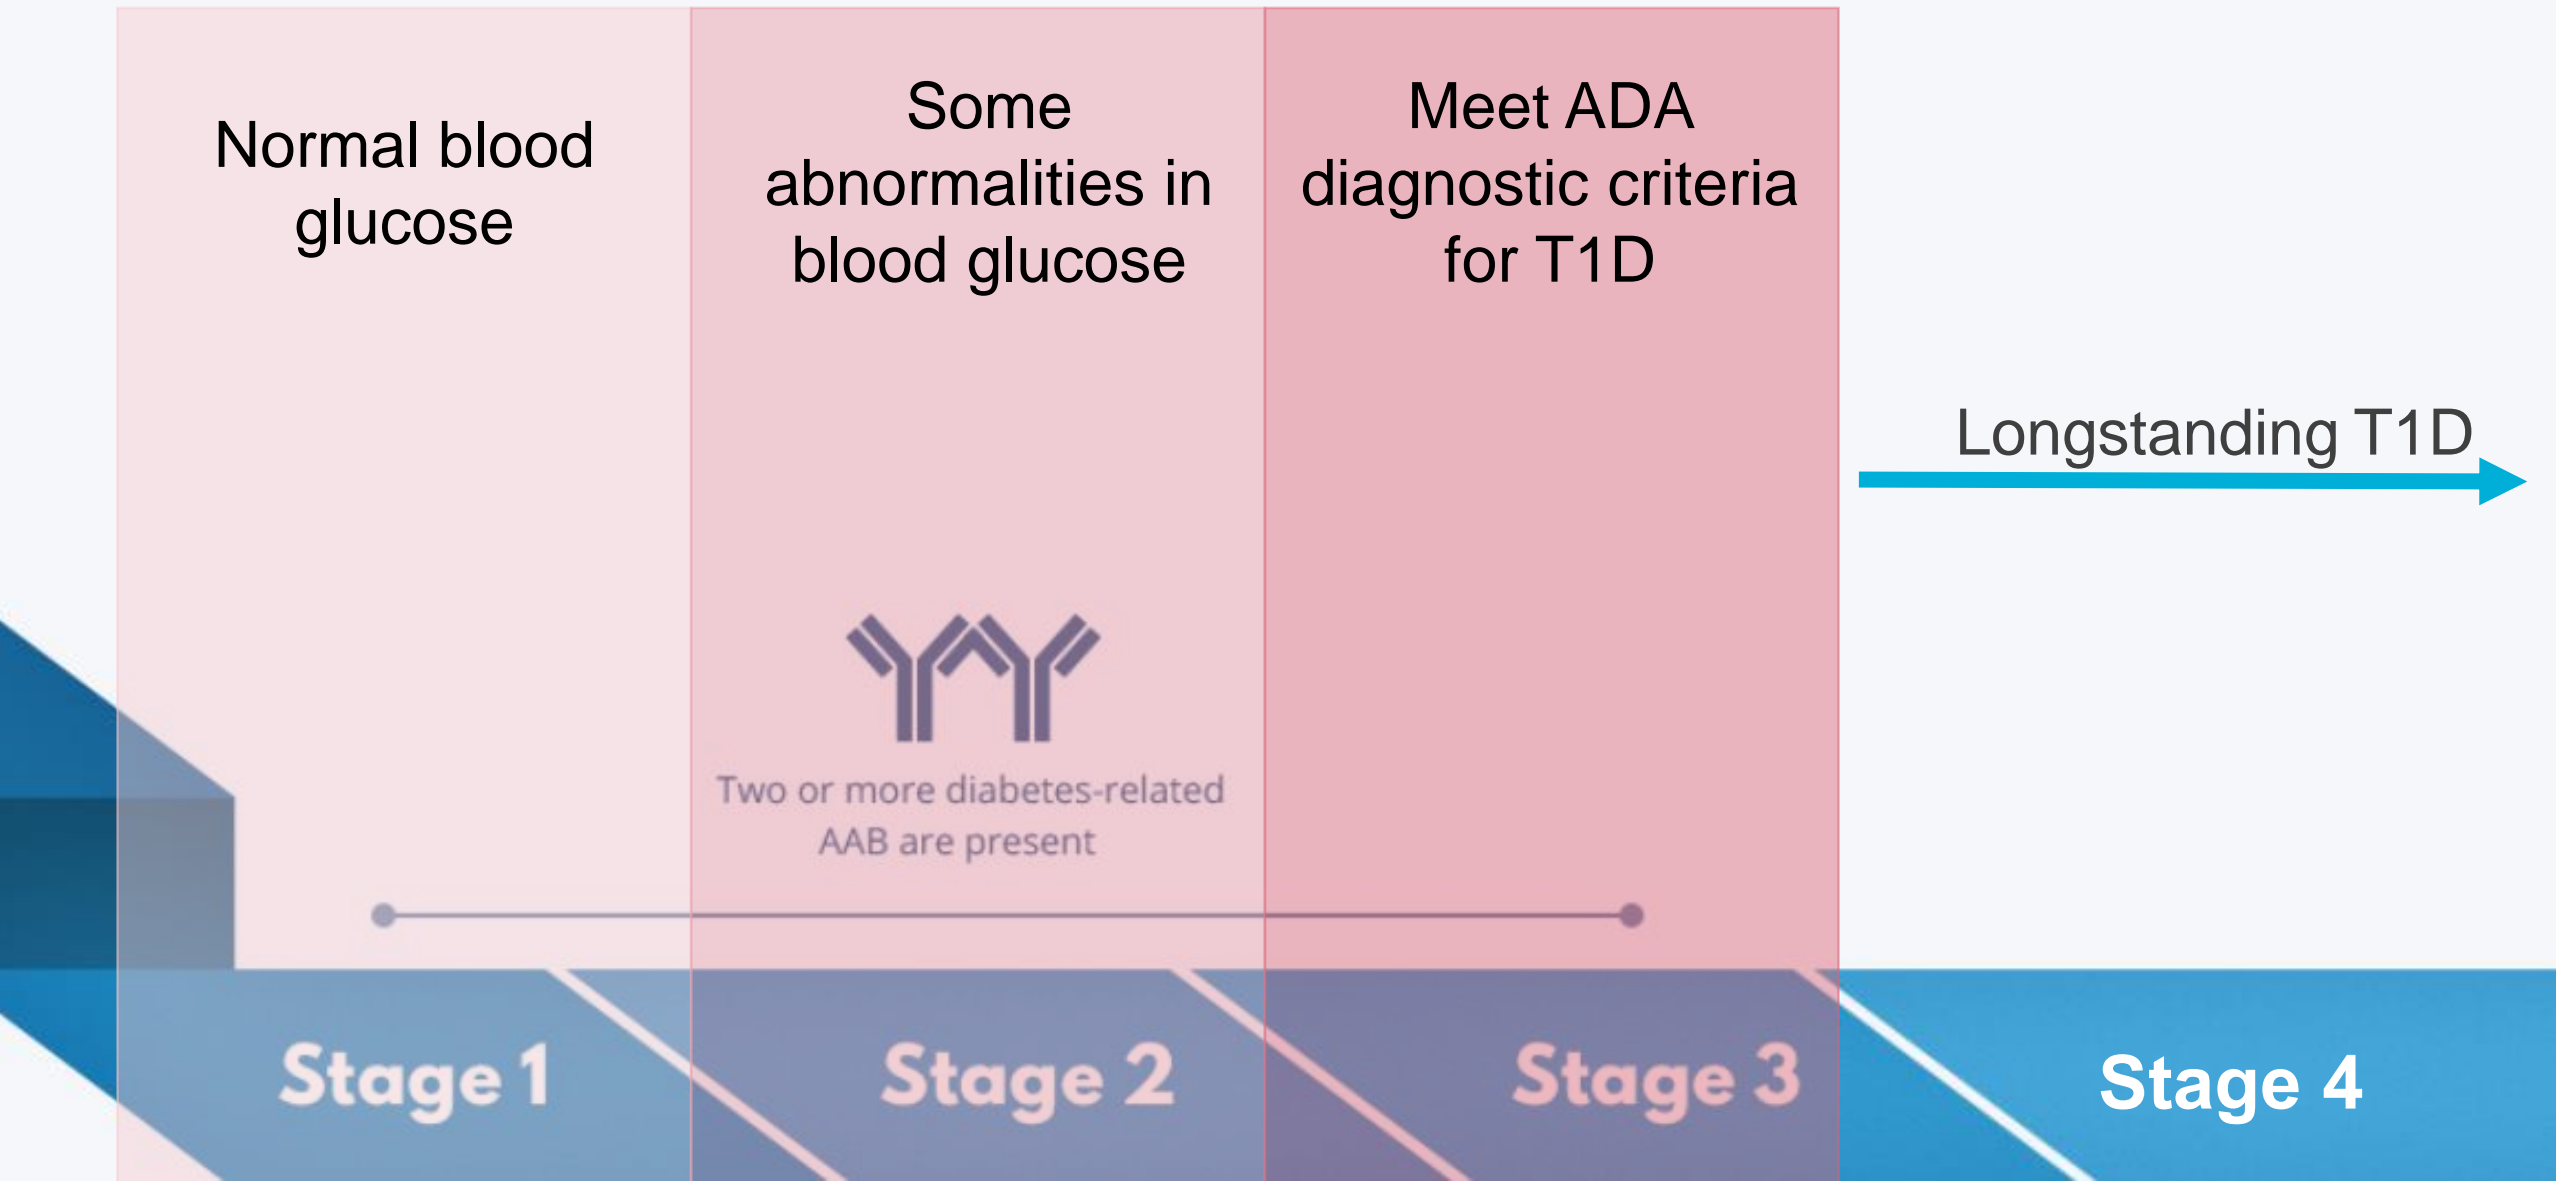 Normal blood
glucose
Some
abnormalities in
blood glucose
Meet ADA
diagnostic criteria
for T1D
Longstanding T1D
Two or more diabetes-related
AAB are present
Stage 1
Stage 2
Stage 3
Stage 4